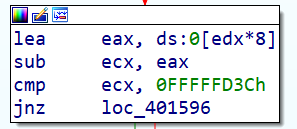 lea     eax, ds:0[edx*8]
sub     ecx, eax
cmp     ecx, 0FFFFFD3Ch
jnz     loc_401596